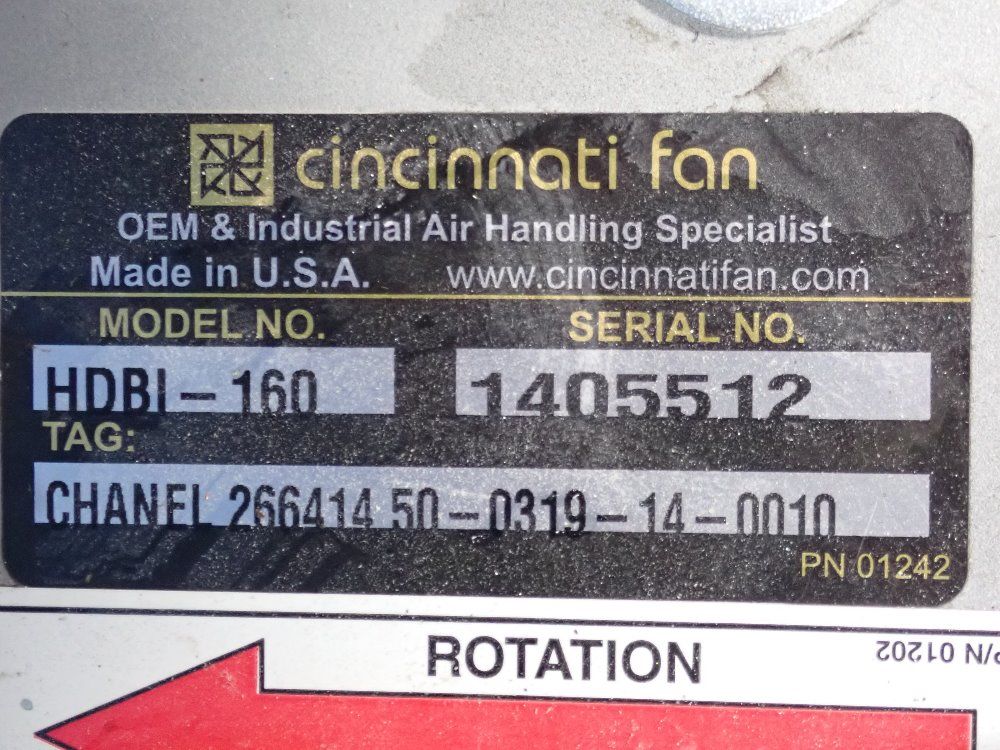 cincinnati fan
OEM & Industrial Air Handling Specialist
Made in U.S.A. www.cincinnatifan.com
MODEL NO. SERIAL NO.
HDBI-160 1405512
TAG:
CHANEL 266414 50-0319-14-0010
PN 01242
ROTATION
P/N 01202